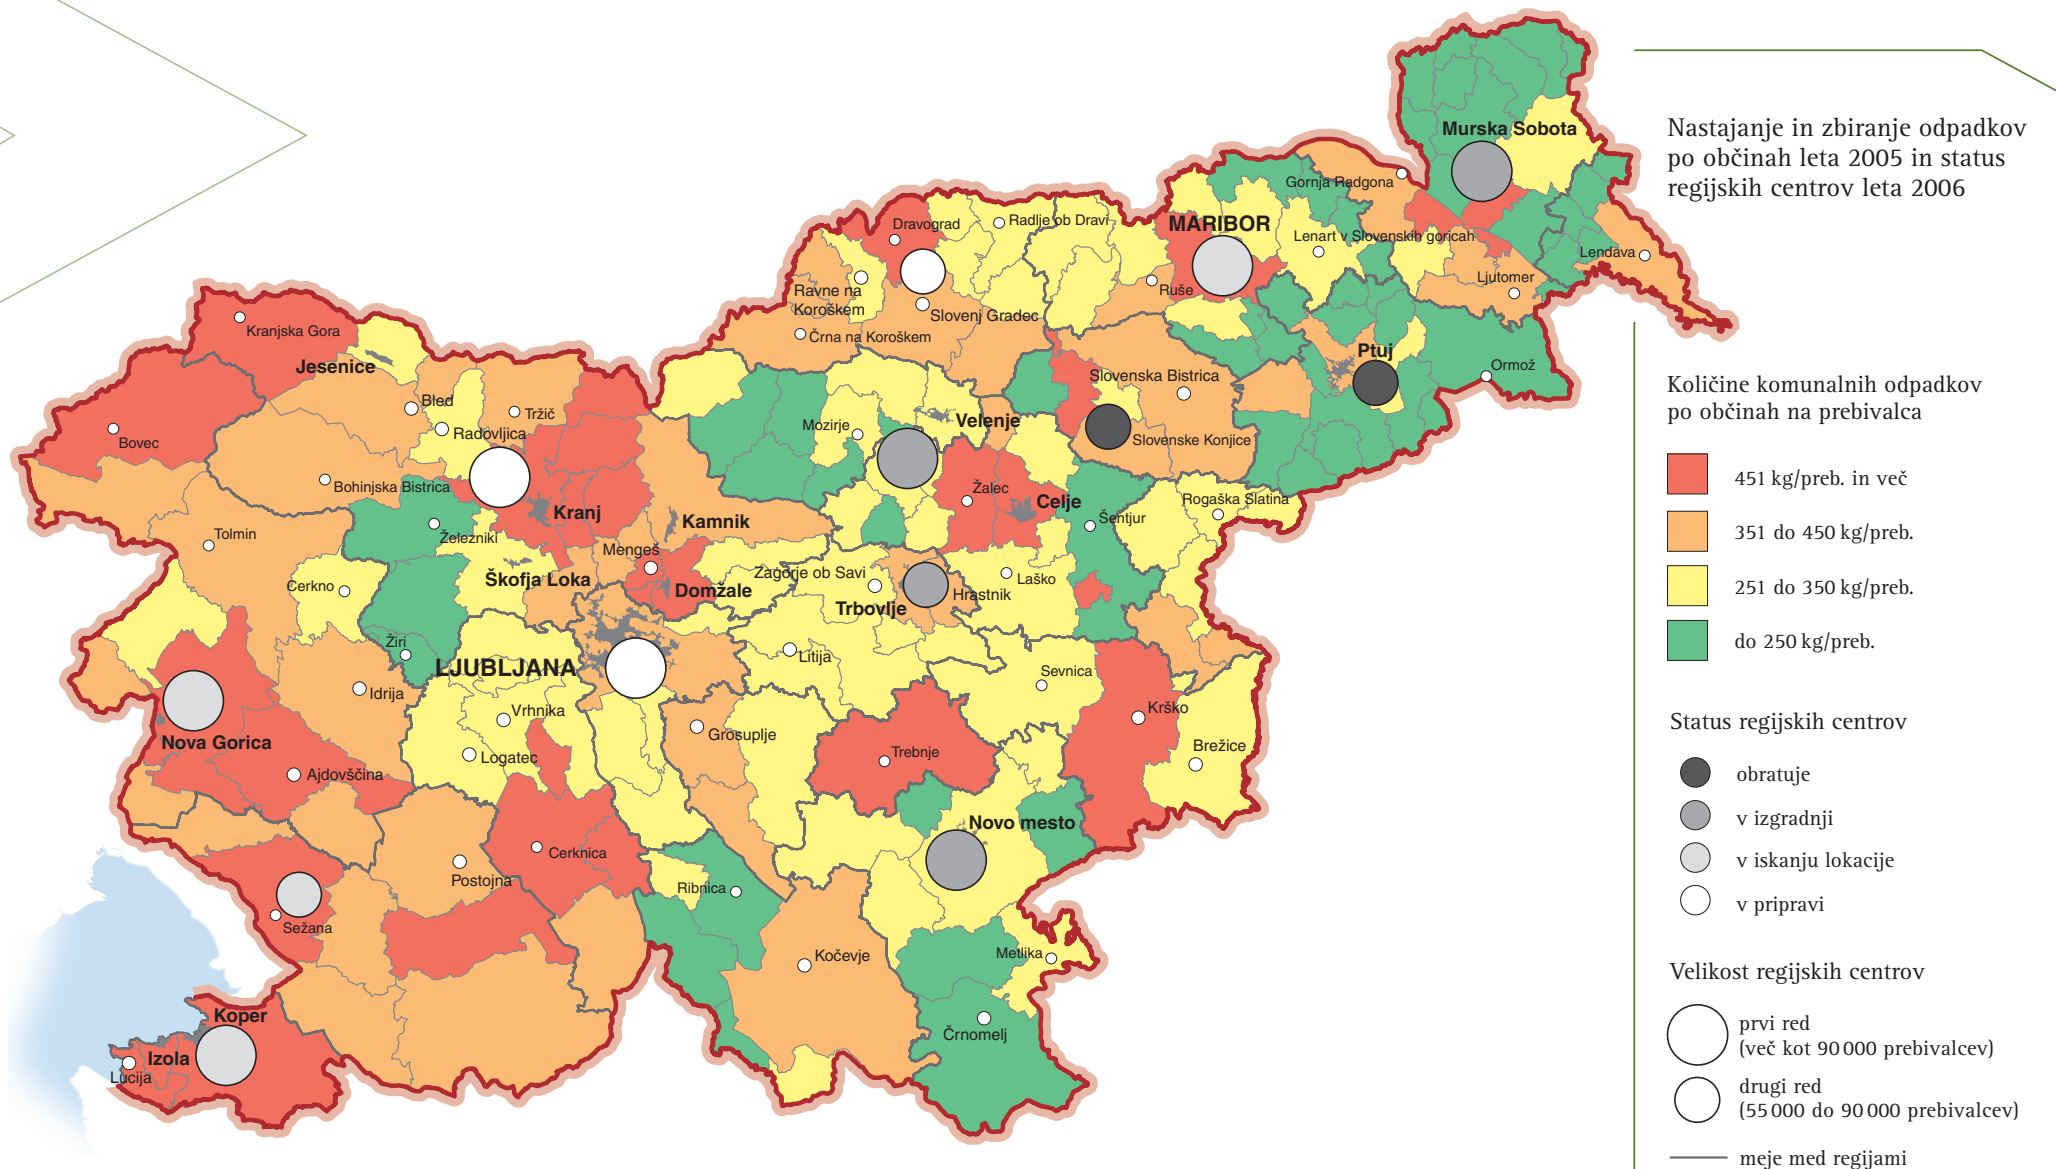 Nastajanje in zbiranje odpadkov
po občinah leta 2005 in status
regijskih centrov leta 2006
Količine komunalnih odpadkov
po občinah na prebivalca
451 kg/preb. in več
351 do 450 kg/preb.
251 do 350 kg/preb.
do 250 kg/preb.
Status regijskih centrov
obratuje
v izgradnji
v iskanju lokacije
v pripravi
Velikost regijskih centrov
prvi red
(več kot 90 000 prebivalcev)
drugi red
(55 000 do 90 000 prebivalcev)
meje med regijami
Murska Sobota
Gornja Radgona
Dravograd
Radlje ob Dravi
MARIBOR
Lenart v Slovenskih goricah
Lendava
Ljutomer
Ravne na
Koroškem
Ruše
Slovenj Gradec
Kranjska Gora
Črna na Koroškem
Jesenice
Ptuj
Ormož
Slovenska Bistrica
Bled
Tržič
Velenje
Mozirje
Radovljica
Bovec
Slovenske Konjice
Bohinjska Bistrica
Žalec
Celje
Rogaška Slatina
Kranj
Kamnik
Šentjur
Tolmin
Železniki
Mengeš
Škofja Loka
Zagorje ob Savi
Laško
Cerkno
Domžale
Hrastnik
Trbovlje
Žiri
LJUBLJANA
Litija
Sevnica
Idrija
Vrhnika
Krško
Grosuplje
Nova Gorica
Brežice
Trebnje
Logatec
Ajdovščina
Novo mesto
Cerknica
Postojna
Ribnica
Sežana
Kočevje
Metlika
Koper
Črnomelj
Izola
Lucija